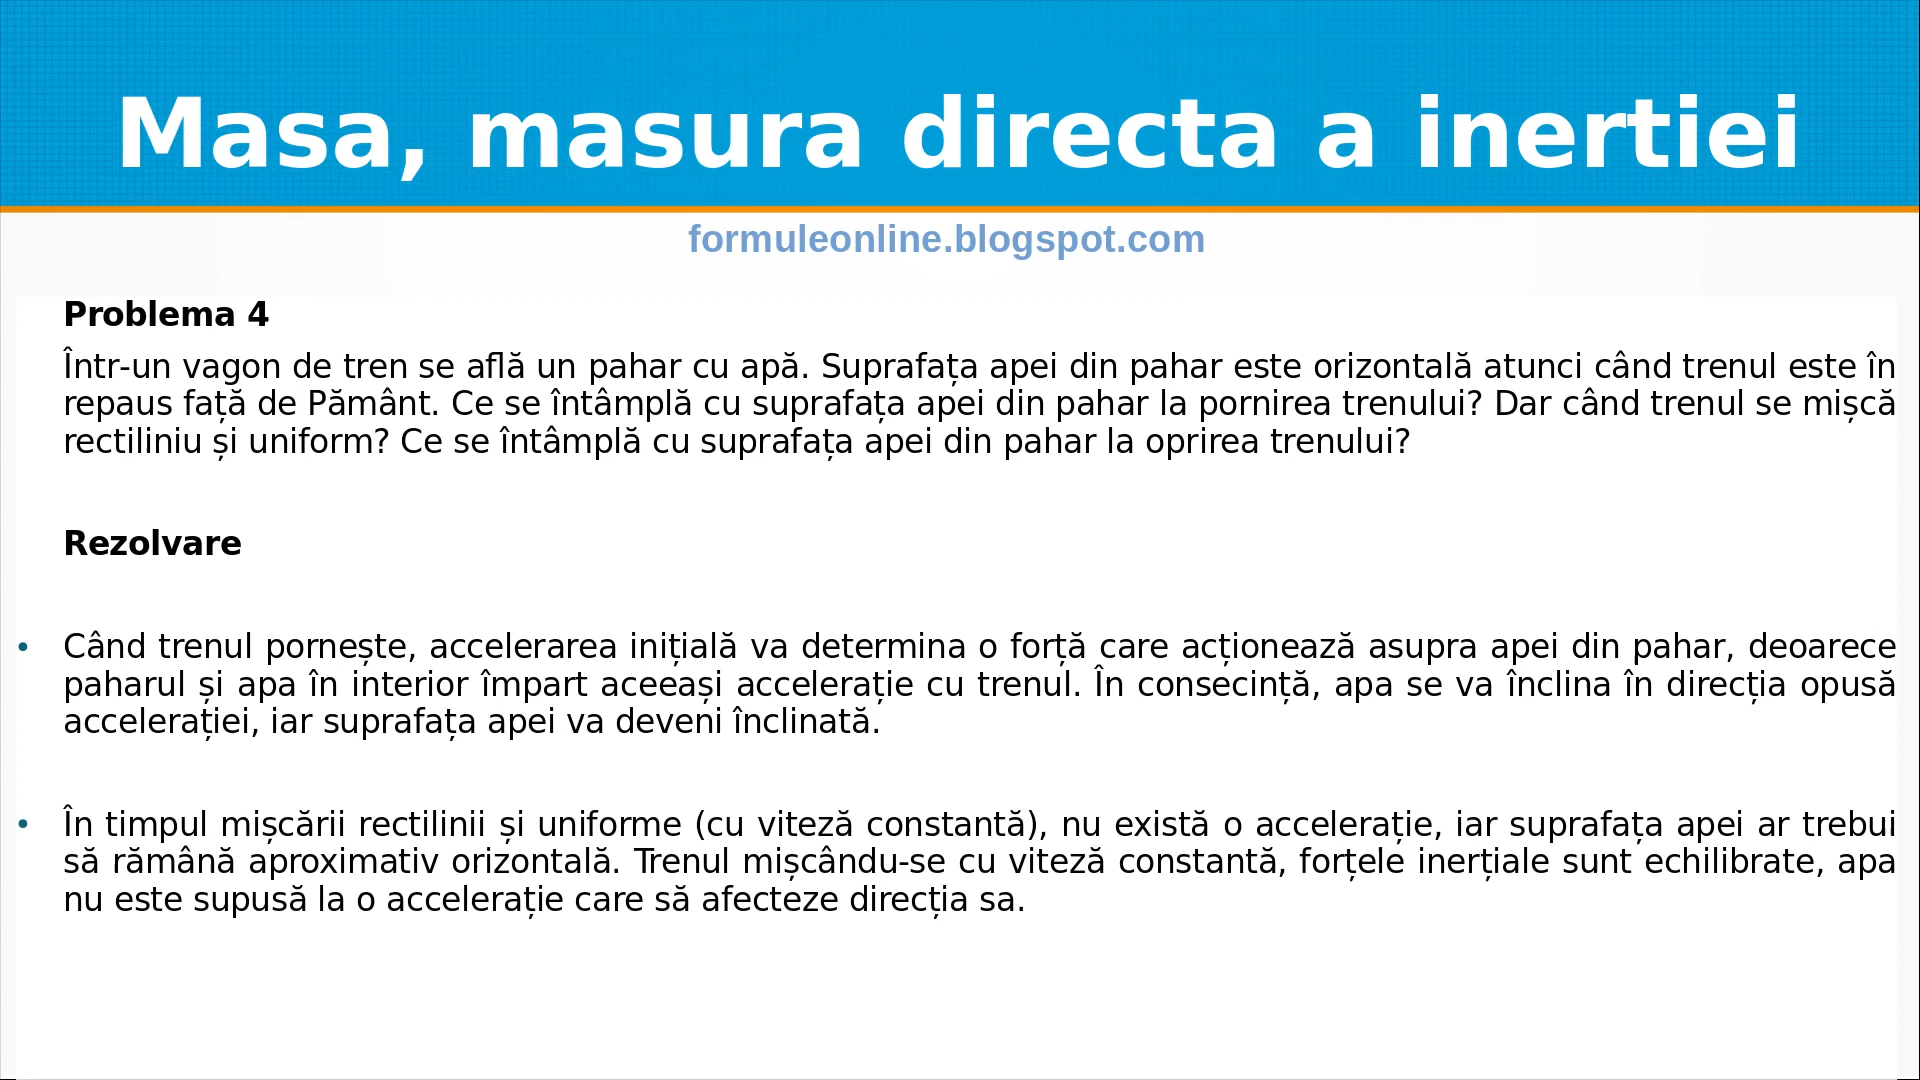 Masa, masura directa a inertiei
formuleonline.blogspot.com
Problema 4
Într-un vagon de tren se află un pahar cu apă. Suprafața apei din pahar este orizontală atunci când trenul este în
repaus față de Pământ. Ce se întâmplă cu suprafața apei din pahar la pornirea trenului? Dar când trenul se mișcă
rectiliniu și uniform? Ce se întâmplă cu suprafața apei din pahar la oprirea trenului?
Rezolvare
• Când trenul pornește, accelerarea inițială va determina o forță care acționează asupra apei din pahar, deoarece
paharul și apa în interior împart aceeași accelerație cu trenul. În consecință, apa se va înclina în direcția opusă
accelerației, iar suprafața apei va deveni înclinată.
• În timpul mișcării rectilinii și uniforme (cu viteză constantă), nu există o accelerație, iar suprafața apei ar trebui
să rămână aproximativ orizontală. Trenul mișcându-se cu viteză constantă, forțele inerțiale sunt echilibrate, apa
nu este supusă la o accelerație care să afecteze direcția sa.